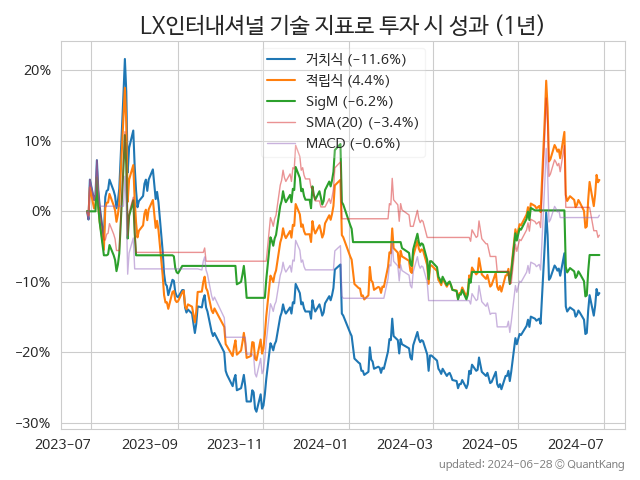 LX인터내셔널 기술 지표로 투자 시 성과 (1년)
거치식 (−11.6%)
적립식 (4.4%)
SigM (−6.2%)
SMA(20) (−3.4%)
MACD (−0.6%)
20%
10%
0%
−10%
−20%
−30%
2023-07 2023-09 2023-11 2024-01 2024-03 2024-05 2024-07
updated: 2024-06-28 © QuantKang